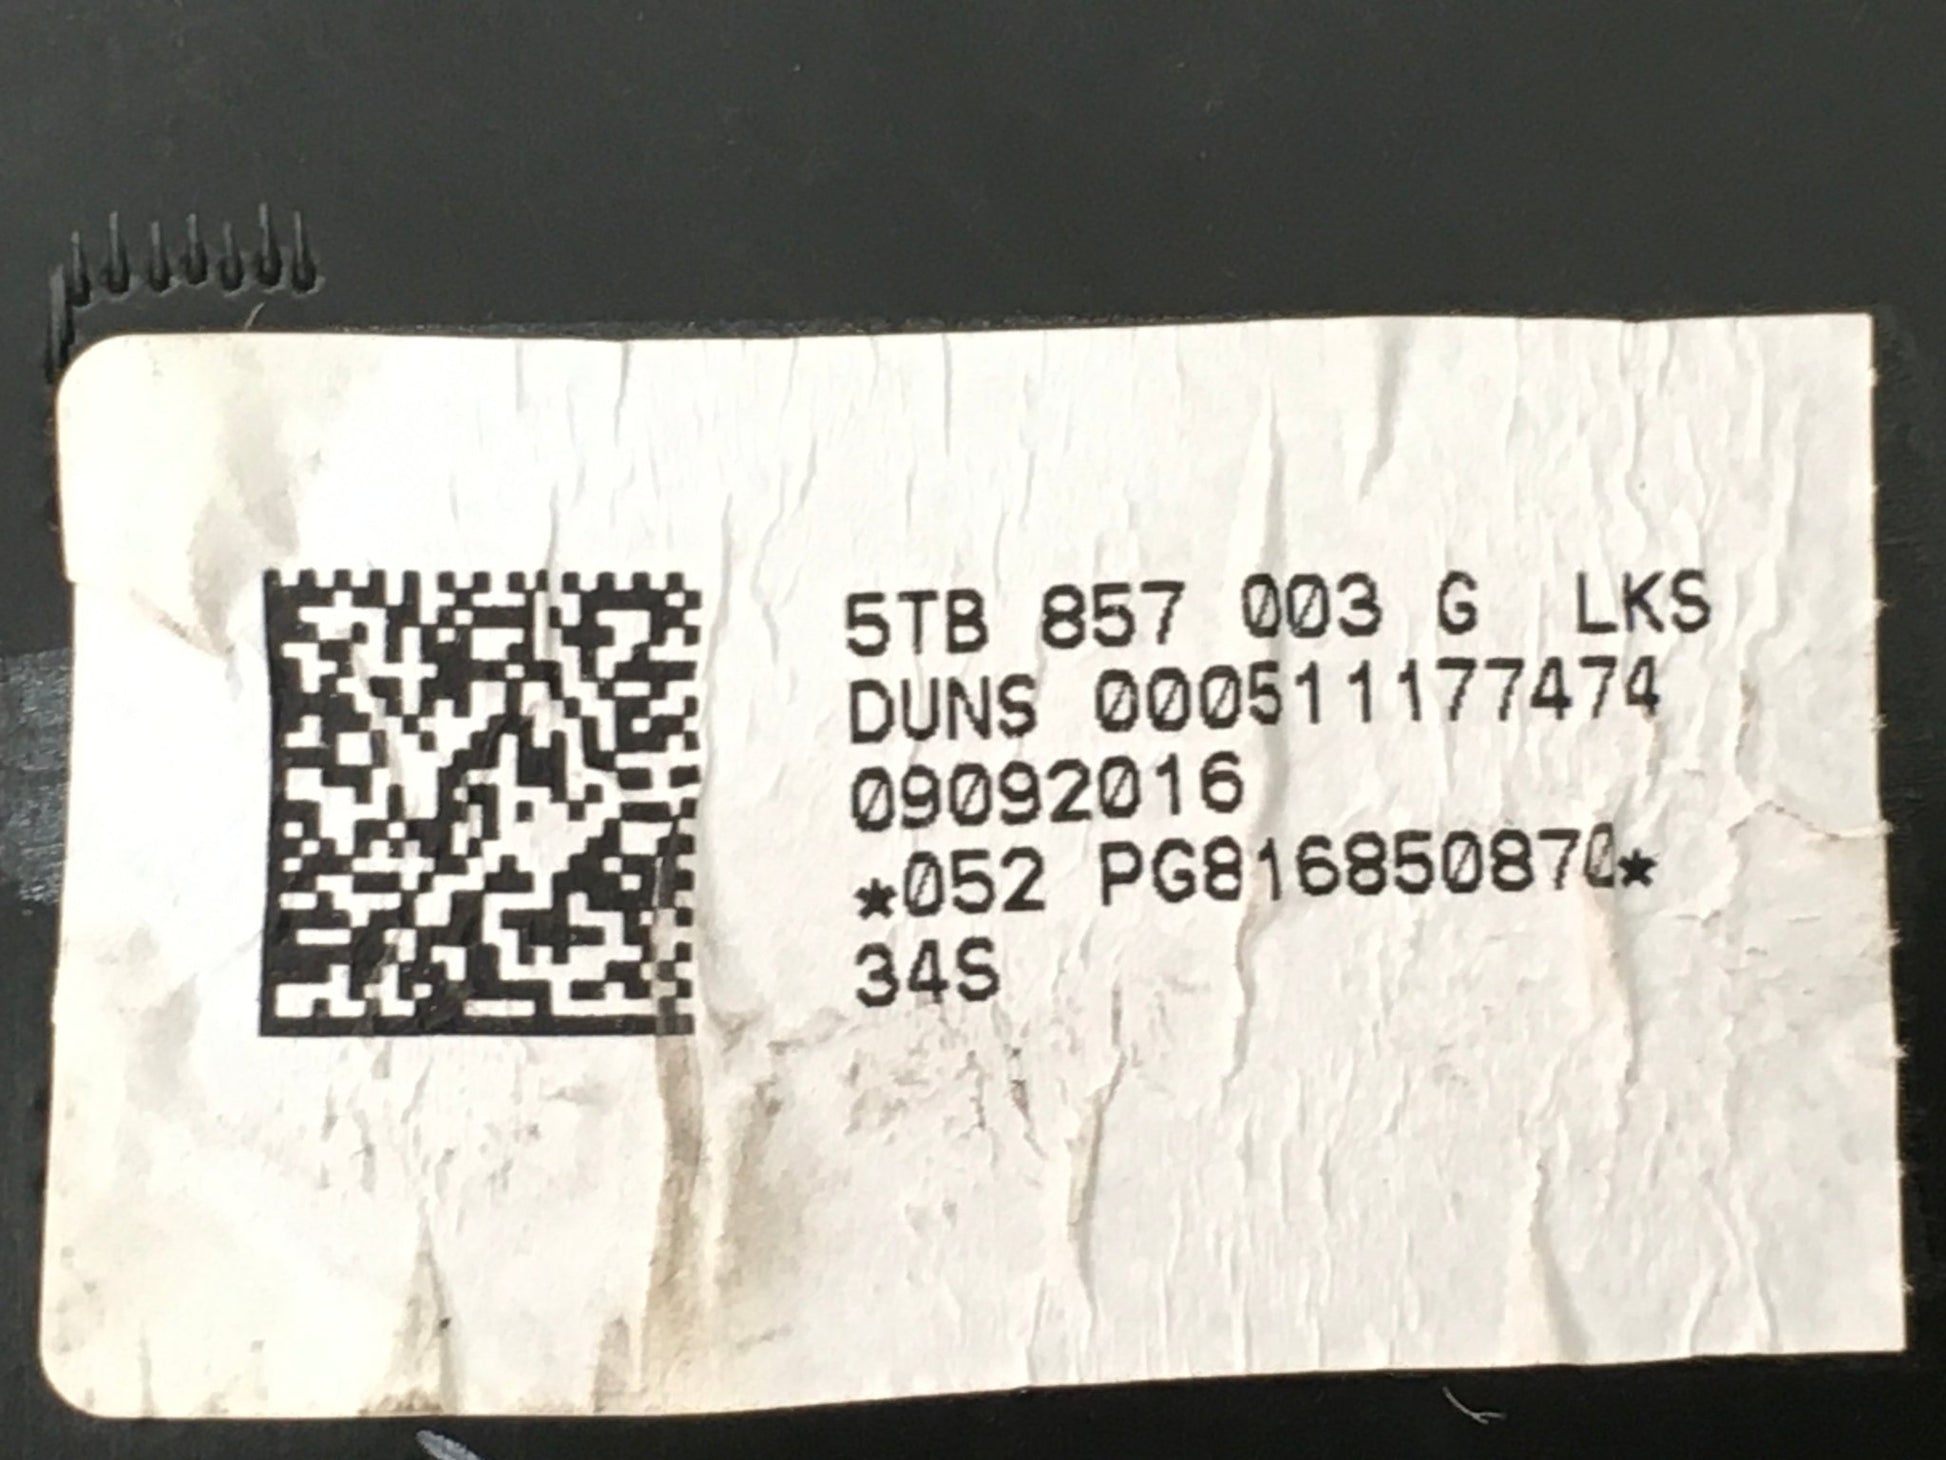 5TB 857 003 G LKS
DUNS 000511177474
09092016
*052 PG816850870*
34S